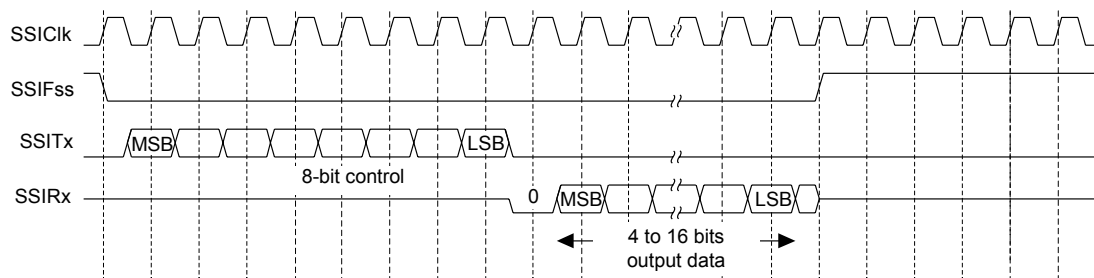 SSIClk
SSIFss
SSITx
MSB
LSB
8-bit control
SSIRx
0
MSB
LSB
4 to 16 bits
output data